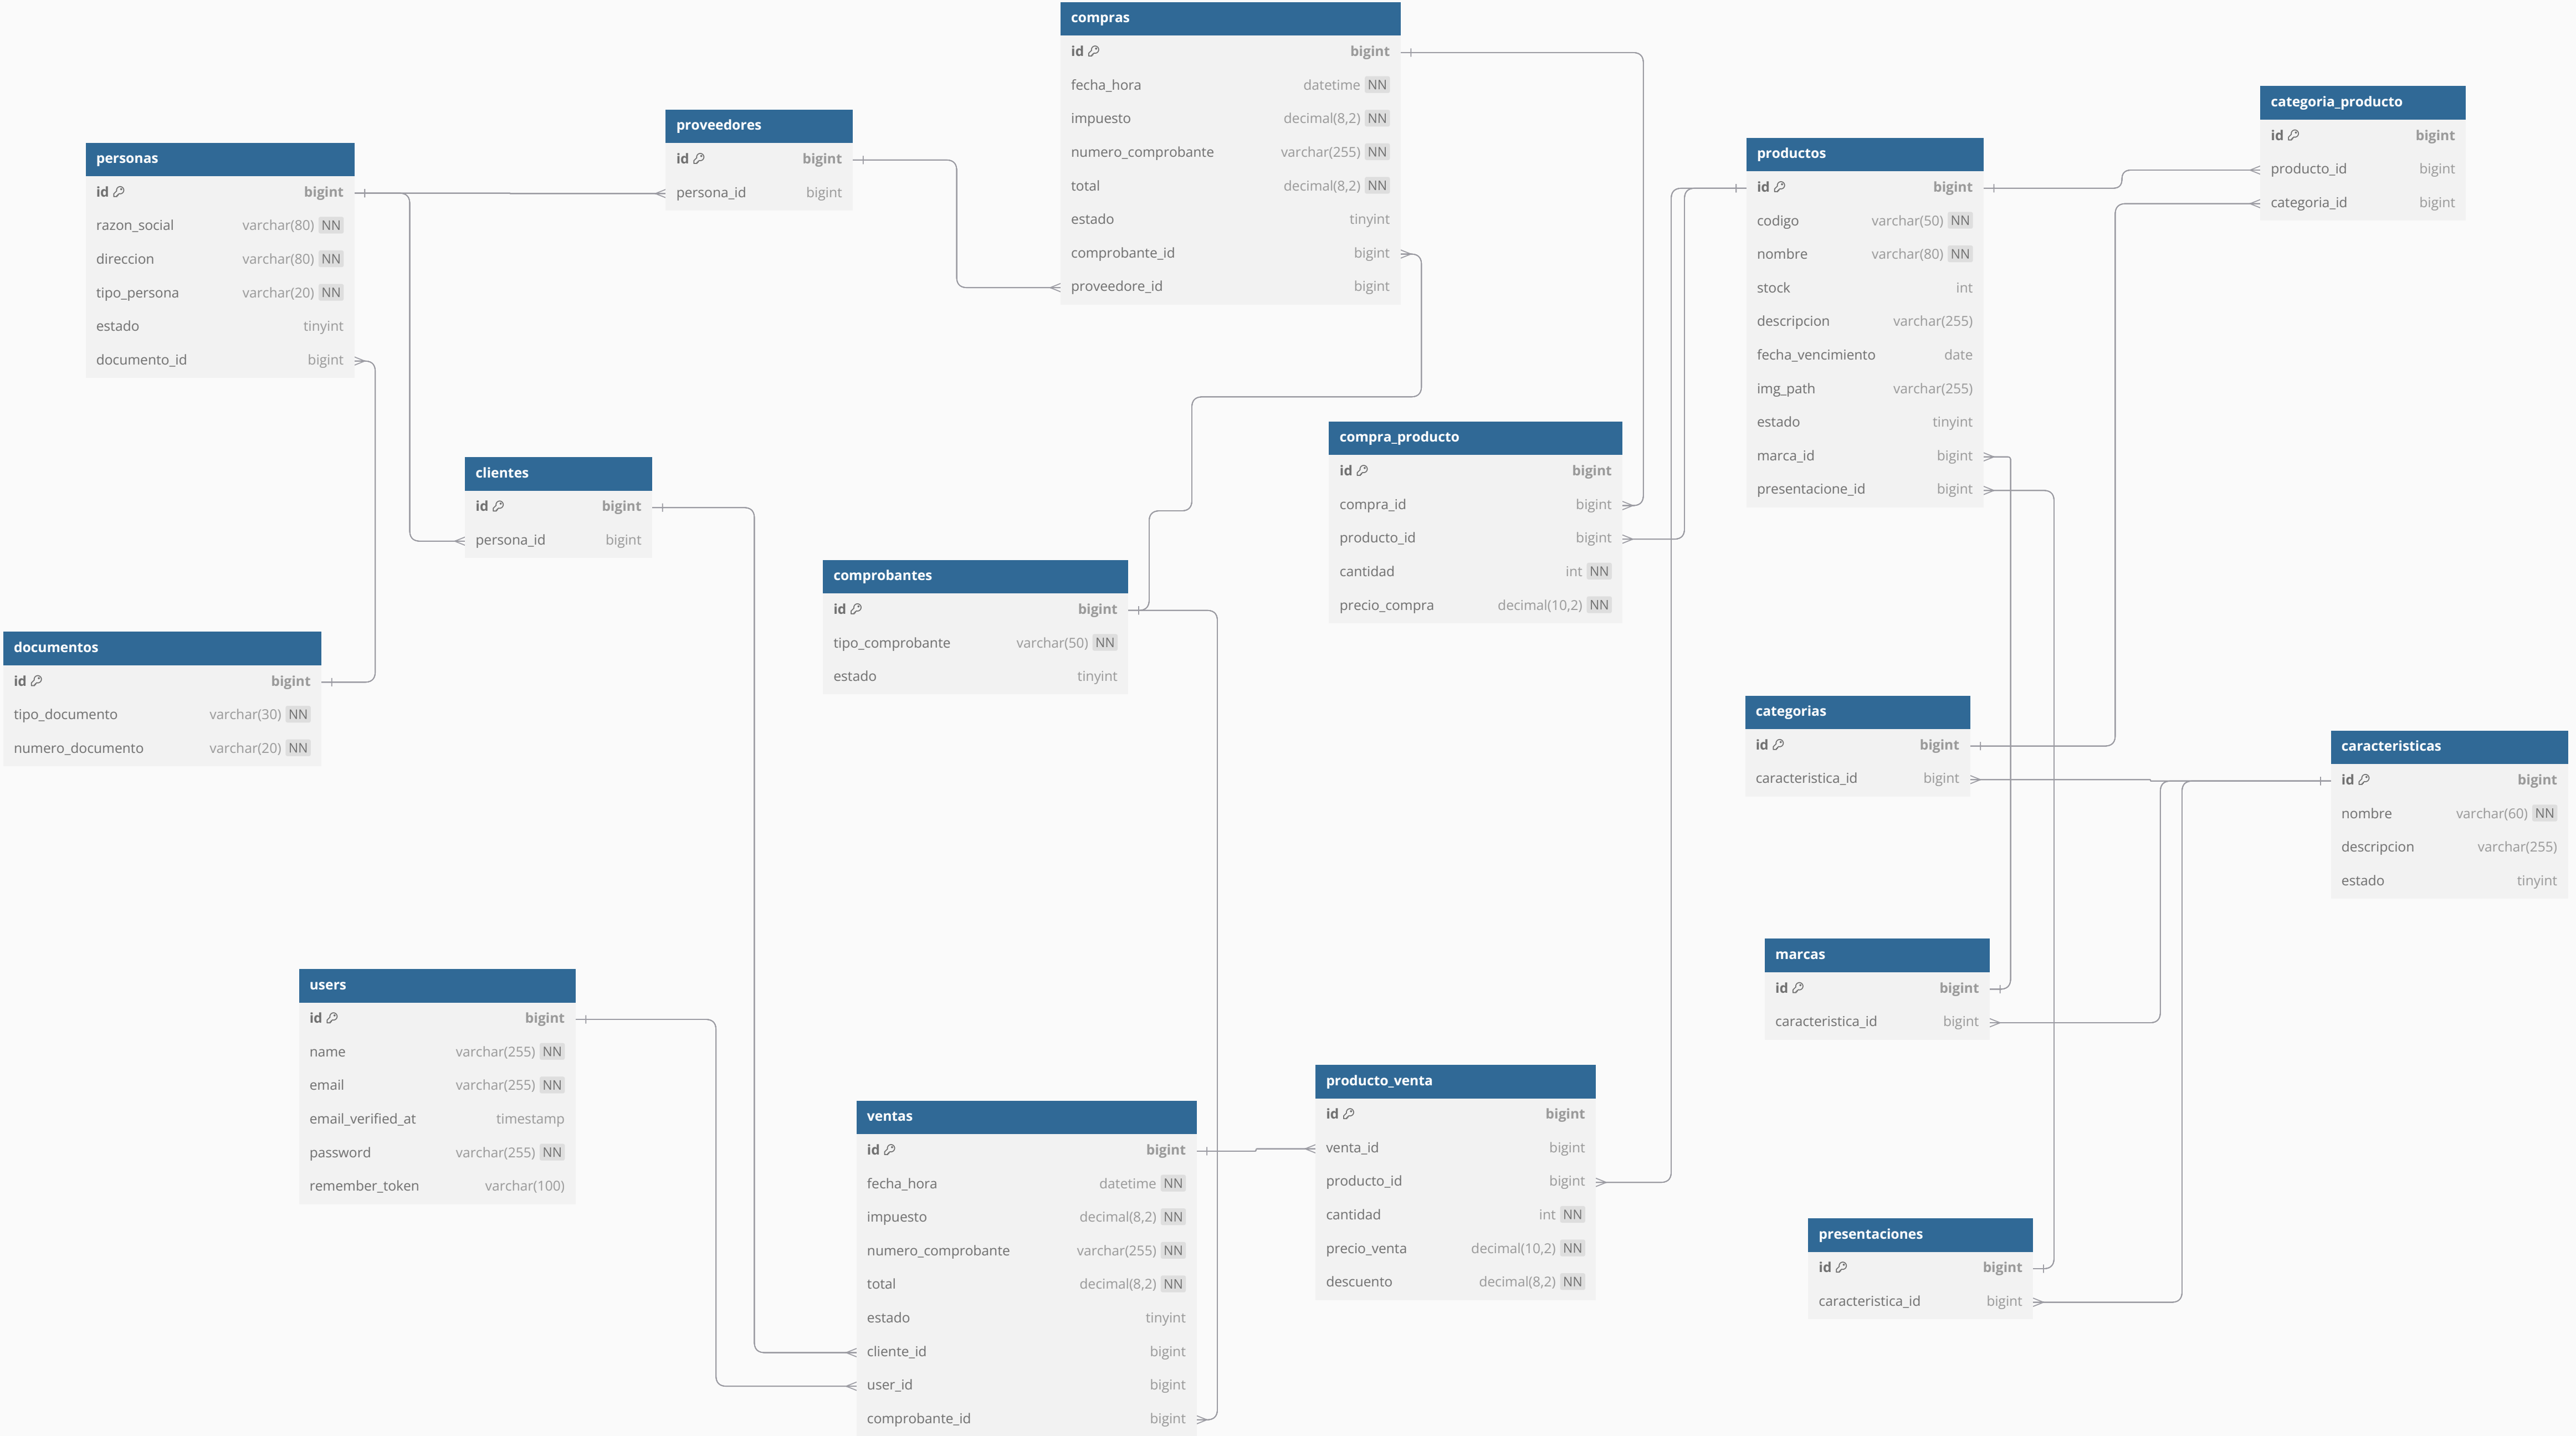 compras
id bigint
fecha_hora datetime NN
impuesto decimal(8,2) NN
numero_comprobante varchar(255) NN
total decimal(8,2) NN
estado tinyint
comprobante_id bigint
proveedore_id bigint
categoria_producto
id bigint
producto_id bigint
categoria_id bigint
proveedores
id bigint
persona_id bigint
productos
id bigint
codigo varchar(50) NN
nombre varchar(80) NN
stock int
descripcion varchar(255)
fecha_vencimiento date
img_path varchar(255)
estado tinyint
marca_id bigint
presentacione_id bigint
personas
id bigint
razon_social varchar(80) NN
direccion varchar(80) NN
tipo_persona varchar(20) NN
estado tinyint
documento_id bigint
compra_producto
id bigint
compra_id bigint
producto_id bigint
cantidad int NN
precio_compra decimal(10,2) NN
clientes
id bigint
persona_id bigint
comprobantes
id bigint
tipo_comprobante varchar(50) NN
estado tinyint
documentos
id bigint
tipo_documento varchar(30) NN
numero_documento varchar(20) NN
categorias
id bigint
caracteristica_id bigint
caracteristicas
id bigint
nombre varchar(60) NN
descripcion varchar(255)
estado tinyint
marcas
id bigint
caracteristica_id bigint
users
id bigint
name varchar(255) NN
email varchar(255) NN
email_verified_at timestamp
password varchar(255) NN
remember_token varchar(100)
producto_venta
id bigint
venta_id bigint
producto_id bigint
cantidad int NN
precio_venta decimal(10,2) NN
descuento decimal(8,2) NN
ventas
id bigint
fecha_hora datetime NN
impuesto decimal(8,2) NN
numero_comprobante varchar(255) NN
total decimal(8,2) NN
estado tinyint
cliente_id bigint
user_id bigint
comprobante_id bigint
presentaciones
id bigint
caracteristica_id bigint